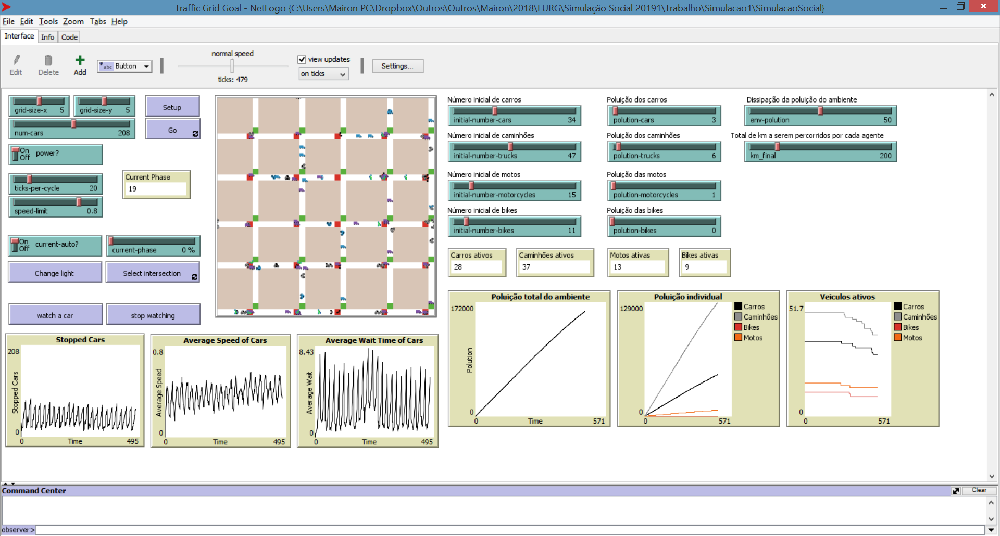 Traffic Grid Goal - NetLogo {C:\Users\Mairon PC\Dropbox\Outros\Outros\Mairon\2018\FURG\Simulação Social 20191\Trabalho\Simulacao1\SimulacaoSocial}
File Edit Tools Zoom Tabs Help
Interface Info Code
Edit
Delete
Add
abc Button
normal speed
ticks: 479
view updates
on ticks
Settings...
grid-size-x 5
grid-size-y 5
Setup
num-cars 208
Go
On
Off
power?
ticks-per-cycle 20
Current Phase
19
speed-limit 0.8
On
Off
current-auto?
current-phase 0 %
Change light
Select intersection
watch a car
stop watching
Número inicial de carros
initial-number-cars 34
Número inicial de caminhões
initial-number-trucks 47
Número inicial de motos
initial-number-motorcycles 15
Número inicial de bikes
initial-number-bikes 11
Poluição dos carros
polution-cars 3
Poluição dos caminhões
polution-trucks 6
Poluição das motos
polution-motorcycles 1
Poluição das bikes
polution-bikes 0
Dissipação da poluição do ambiente
env-polution 50
Total de km a serem percorridos por cada agente
km_final 200
Carros ativos
28
Caminhões ativos
37
Motos ativas
13
Bikes ativas
9
Stopped Cars
208
Stopped Cars
0
0 Time 495
Average Speed of Cars
0.8
Average Speed
0
0 Time 495
Average Wait Time of Cars
8.43
Average Wait
0
0 Time 495
Poluição total do ambiente
172000
Polution
0
0 Time 571
Poluição individual
129000
0
0 571
Carros
Caminhões
Bikes
Motos
Veiculos ativos
51.7
0
0 571
Carros
Caminhões
Bikes
Motos
Command Center
Clear
observer>